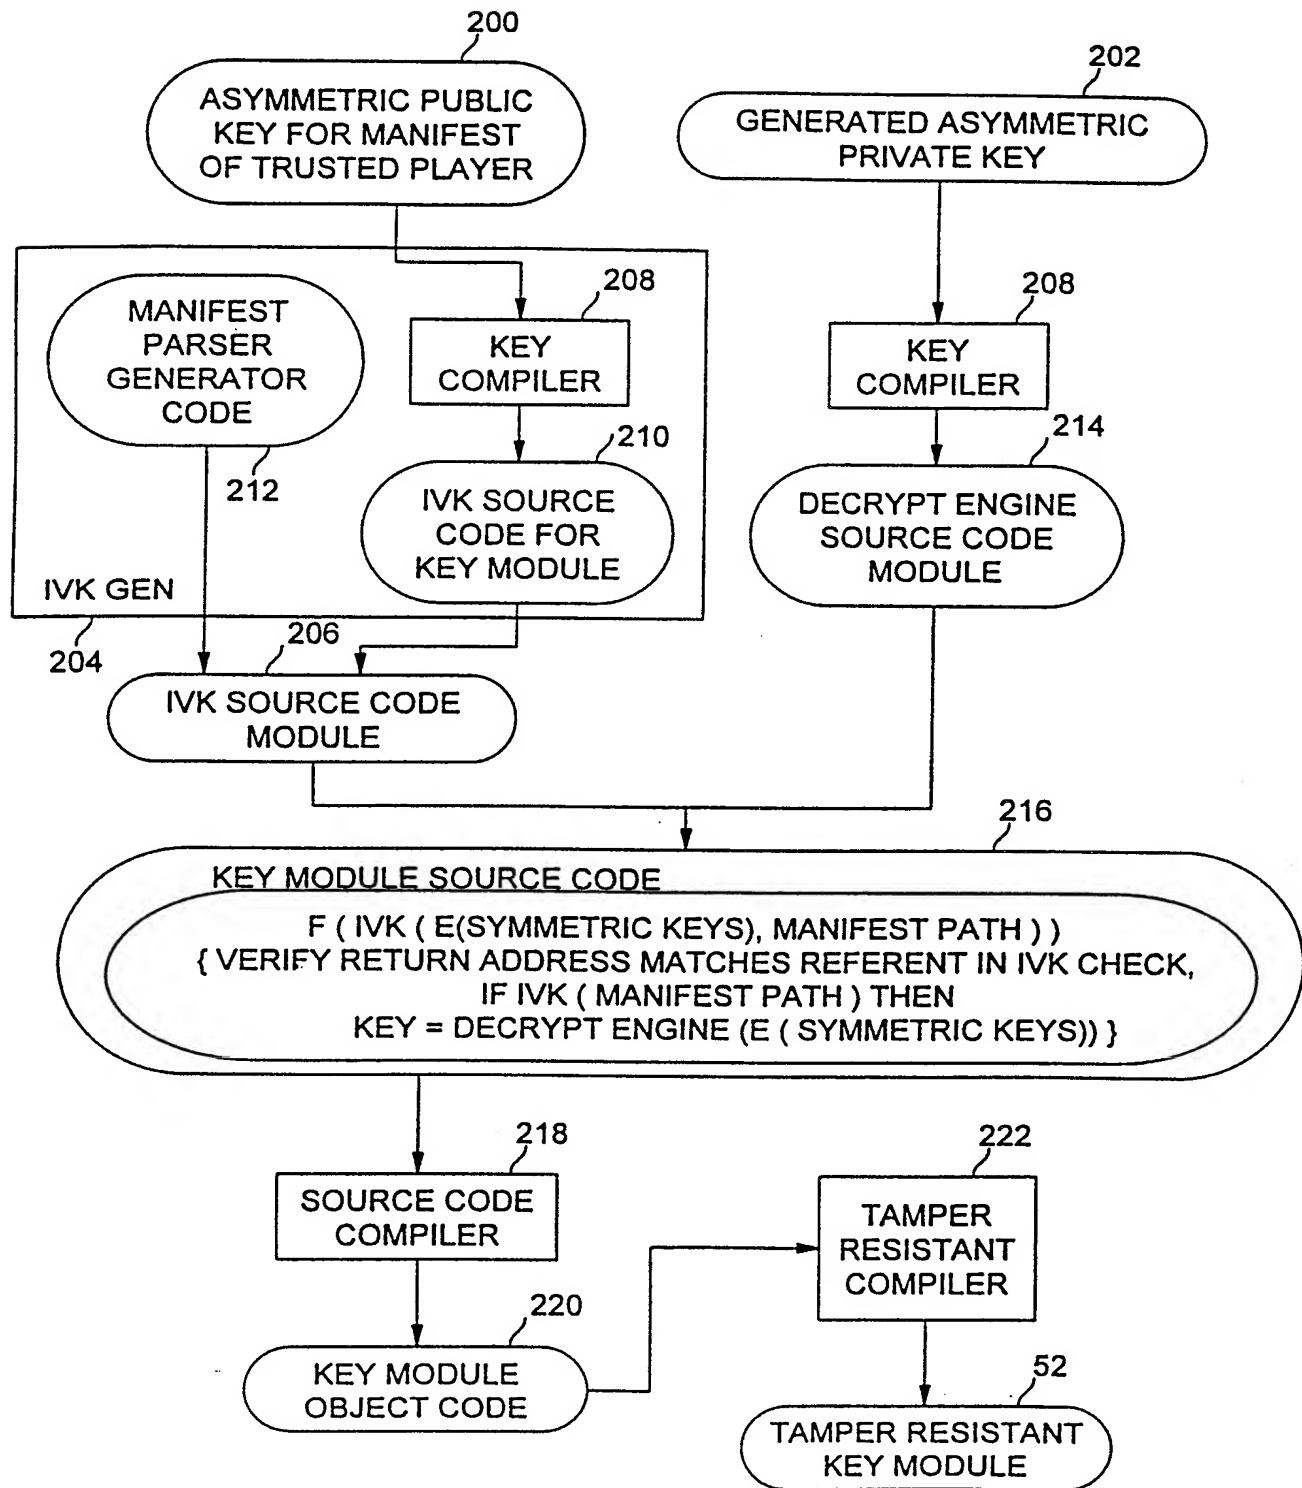 200
ASYMMETRIC PUBLIC
KEY FOR MANIFEST
OF TRUSTED PLAYER
202
GENERATED ASYMMETRIC
PRIVATE KEY
MANIFEST
PARSER
GENERATOR
CODE
212
208
KEY
COMPILER
210
IVK SOURCE
CODE FOR
KEY MODULE
IVK GEN
204
208
KEY
COMPILER
214
DECRYPT ENGINE
SOURCE CODE
MODULE
206
IVK SOURCE CODE
MODULE
216
KEY MODULE SOURCE CODE
F ( IVK ( E(SYMMETRIC KEYS), MANIFEST PATH ) )
{ VERIFY RETURN ADDRESS MATCHES REFERENT IN IVK CHECK,
IF IVK ( MANIFEST PATH ) THEN
KEY = DECRYPT ENGINE (E ( SYMMETRIC KEYS)) }
218
SOURCE CODE
COMPILER
220
KEY MODULE
OBJECT CODE
222
TAMPER
RESISTANT
COMPILER
52
TAMPER RESISTANT
KEY MODULE